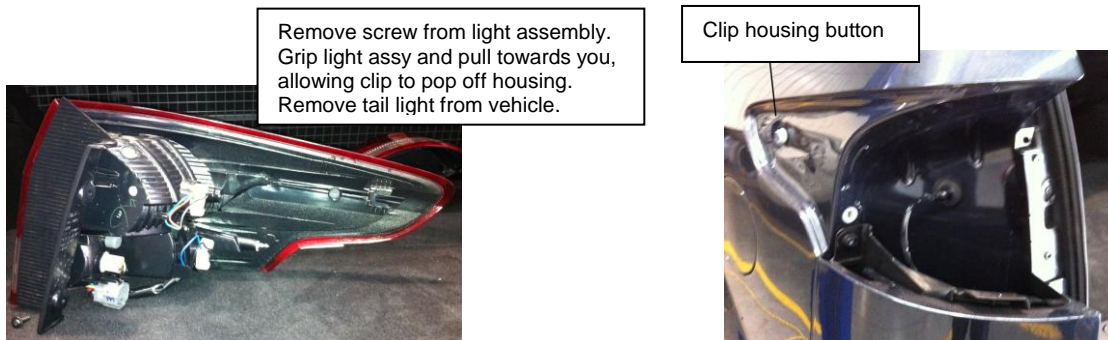 Remove screw from light assembly.
Grip light assy and pull towards you,
allowing clip to pop off housing.
Remove tail light from vehicle.
Clip housing button